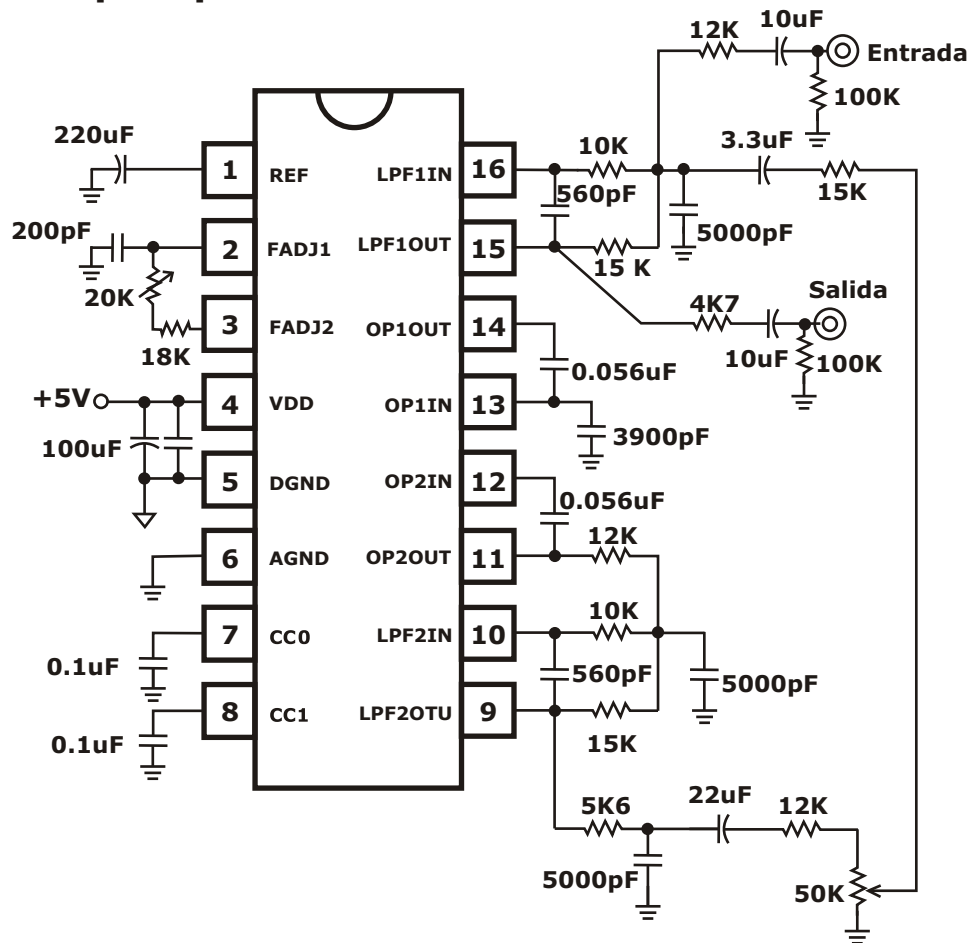 10uF
12K
Entrada
100K
220uF
10K
3.3uF
1
REF
LPF1IN
16
560pF
15K
200pF
5000pF
2
FADJ1
LPF1OUT
15
15 K
20K
4K7
Salida
3
FADJ2
OP1OUT
14
18K
10uF
100K
0.056uF
+5V
4
VDD
OP1IN
13
3900pF
100uF
5
DGND
OP2IN
12
0.056uF
12K
6
AGND
OP2OUT
11
10K
7
CC0
LPF2IN
10
0.1uF
560pF
5000pF
8
CC1
LPF2OTU
9
0.1uF
15K
5K6
22uF
12K
5000pF
50K